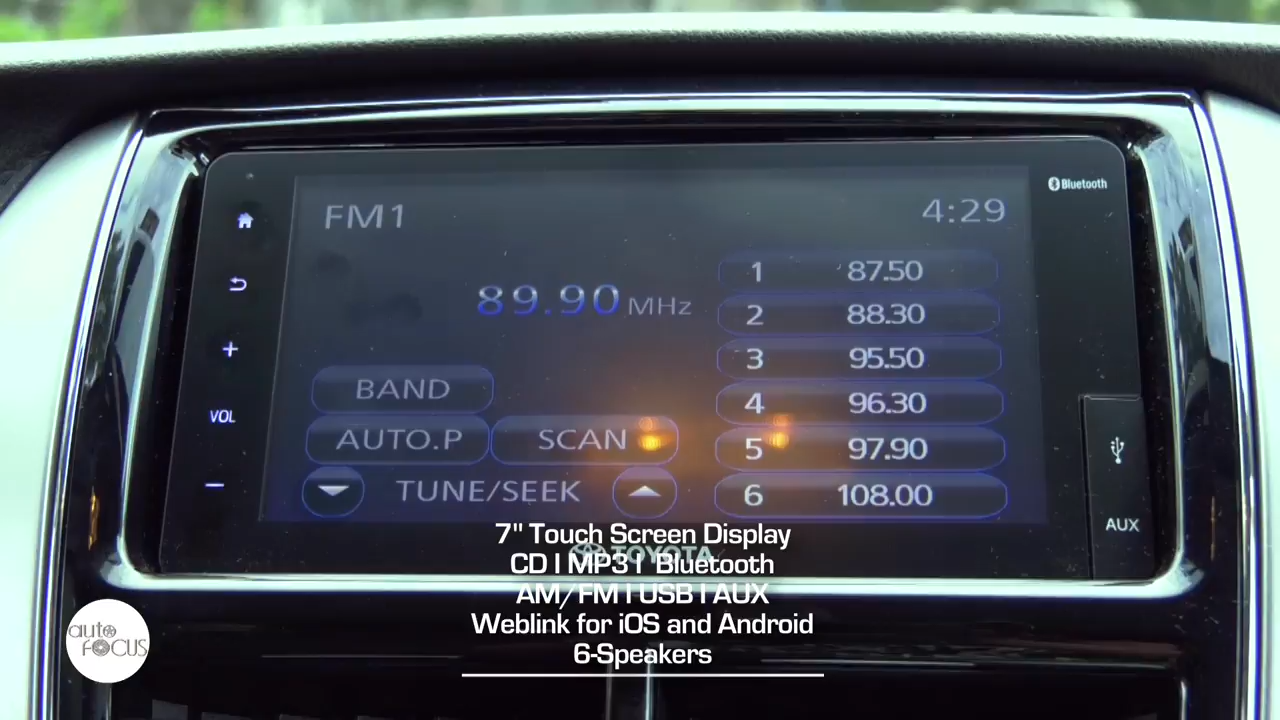 Bluetooth
FM1
4:29
89.90 MHz
1 87.50
2 88.30
3 95.50
4 96.30
5 97.90
6 108.00
BAND
AUTO.P
SCAN
TUNE/SEEK
VOL
AUX
TOYOTA
7" Touch Screen Display
CD | MP3 | Bluetooth
AM/FM | USB | AUX
Weblink for iOS and Android
6-Speakers
auto
FOCUS